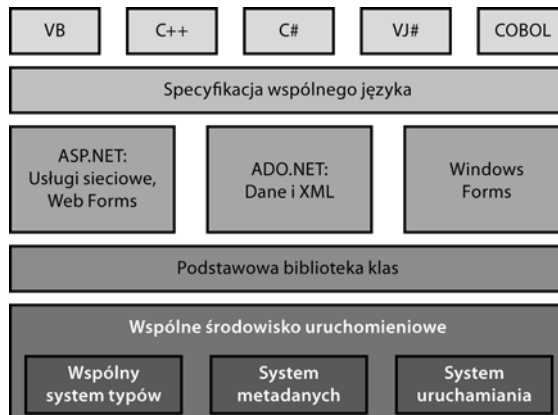 VB
C++
C#
VJ#
COBOL
Specyfikacja wspólnego języka
ASP.NET:
Usługi sieciowe,
Web Forms
ADO.NET:
Dane i XML
Windows
Forms
Podstawowa biblioteka klas
Wspólne środowisko uruchomieniowe
Wspólny
system typów
System
metadanych
System
uruchamiania